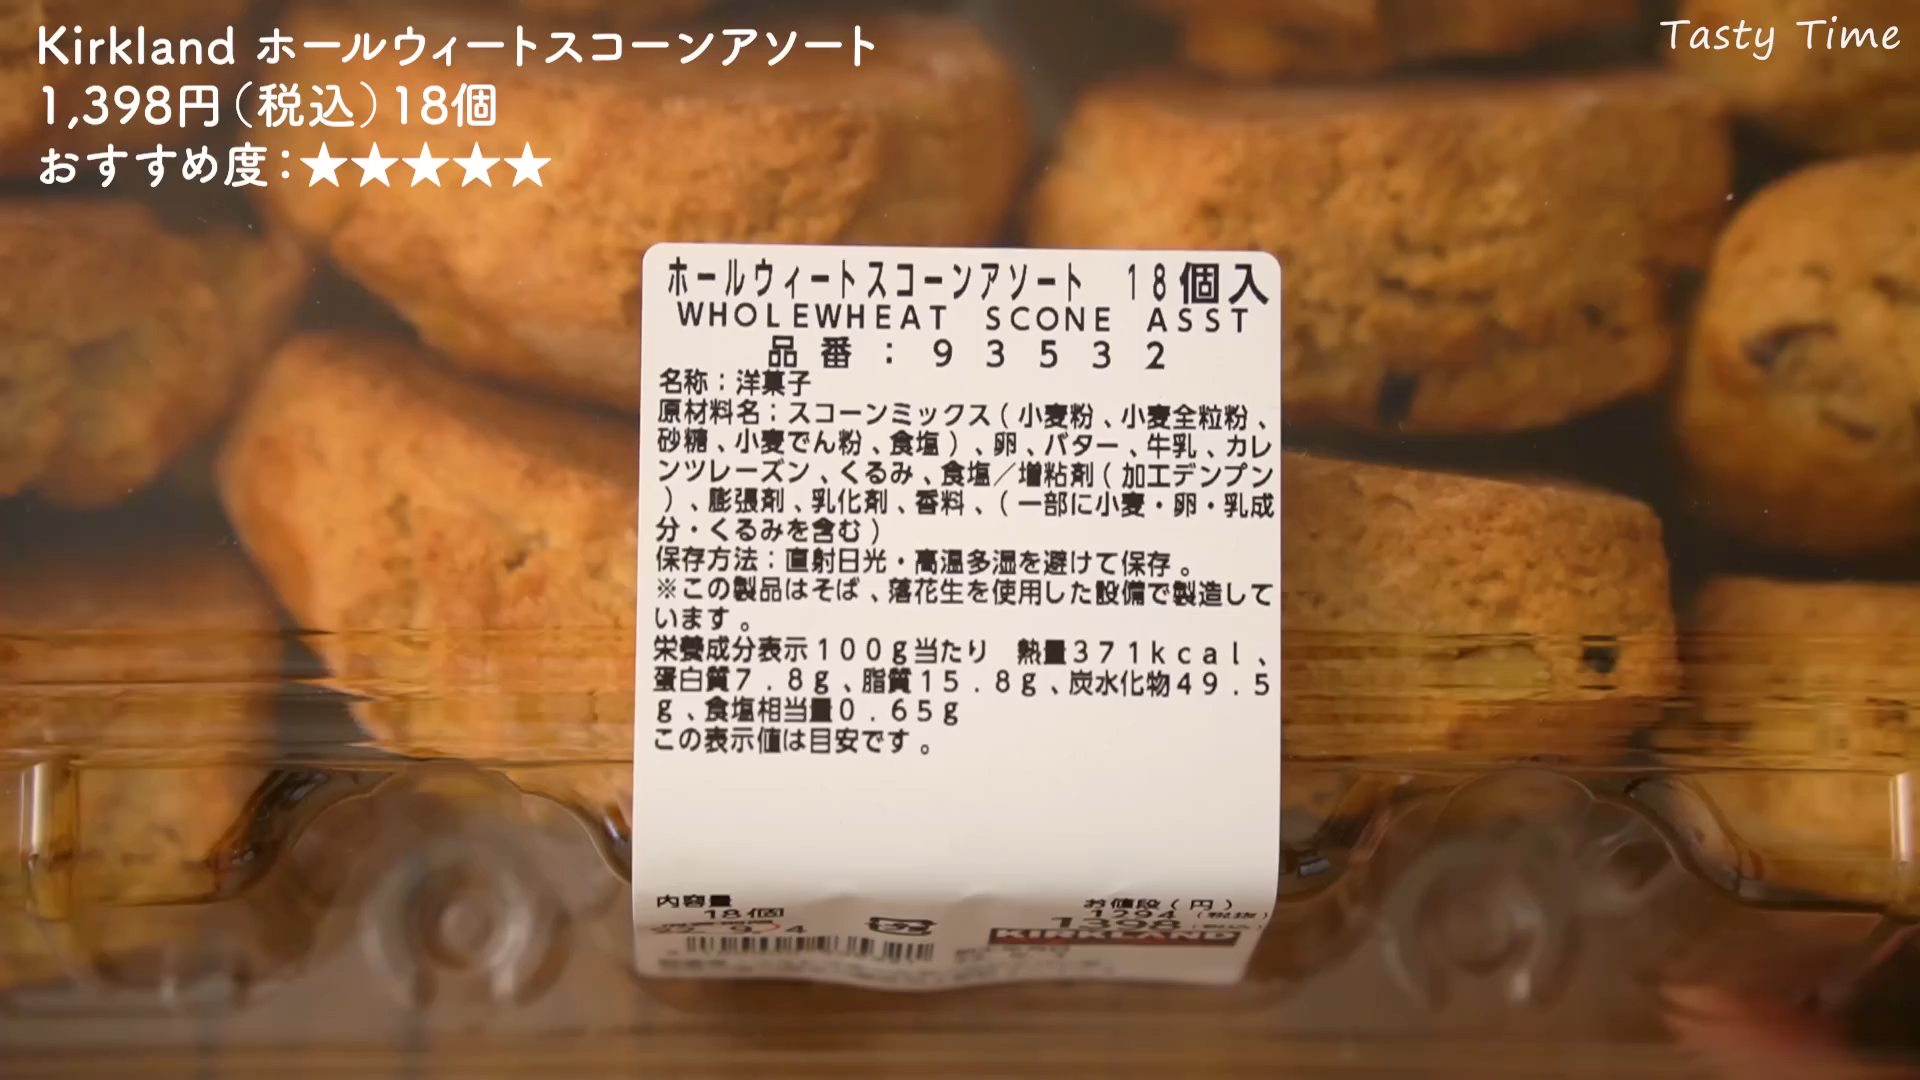 Kirkland ホールウィートスコーンアソート
1,398円(税込)18個
おすすめ度:★★★★★
Tasty Time
ホールウィートスコーンアソート 18個入
WHOLEWHEAT SCONE ASST
品番:93532
名称:洋菓子
原材料名:スコーンミックス(小麦粉、小麦全粒粉、
砂糖、小麦でん粉、食塩)、卵、バター、牛乳、カレ
ンツレーズン、くるみ、食塩/増粘剤(加工デンプン
)、膨張剤、乳化剤、香料、(一部に小麦・卵・乳成
分・くるみを含む)
保存方法:直射日光・高温多湿を避けて保存。
※この製品はそば、落花生を使用した設備で製造して
います。
栄養成分表示100g当たり 熱量371kcal、
蛋白質7.8g、脂質15.8g、炭水化物49.5
g、食塩相当量0.65g
この表示値は目安です。
内容量
18個
お値段(円)
1294(税抜)
1398(税込)
KIRKLAND